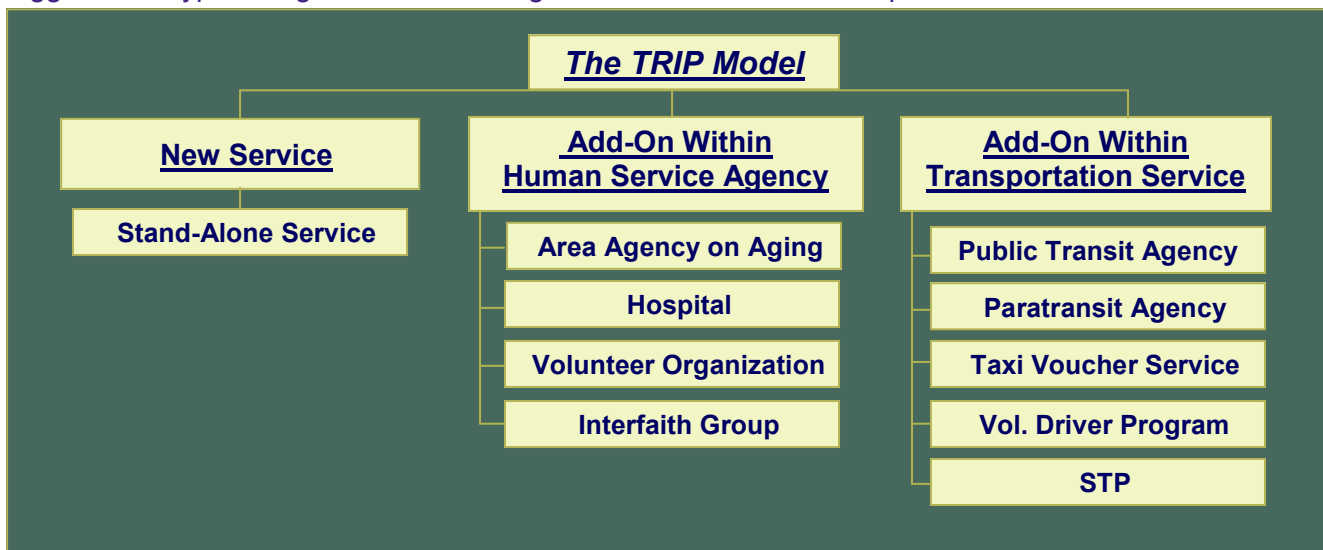 The TRIP Model
New Service
Stand-Alone Service
Add-On Within
Human Service Agency
Area Agency on Aging
Hospital
Volunteer Organization
Interfaith Group
Add-On Within
Transportation Service
Public Transit Agency
Paratransit Agency
Taxi Voucher Service
Vol. Driver Program
STP